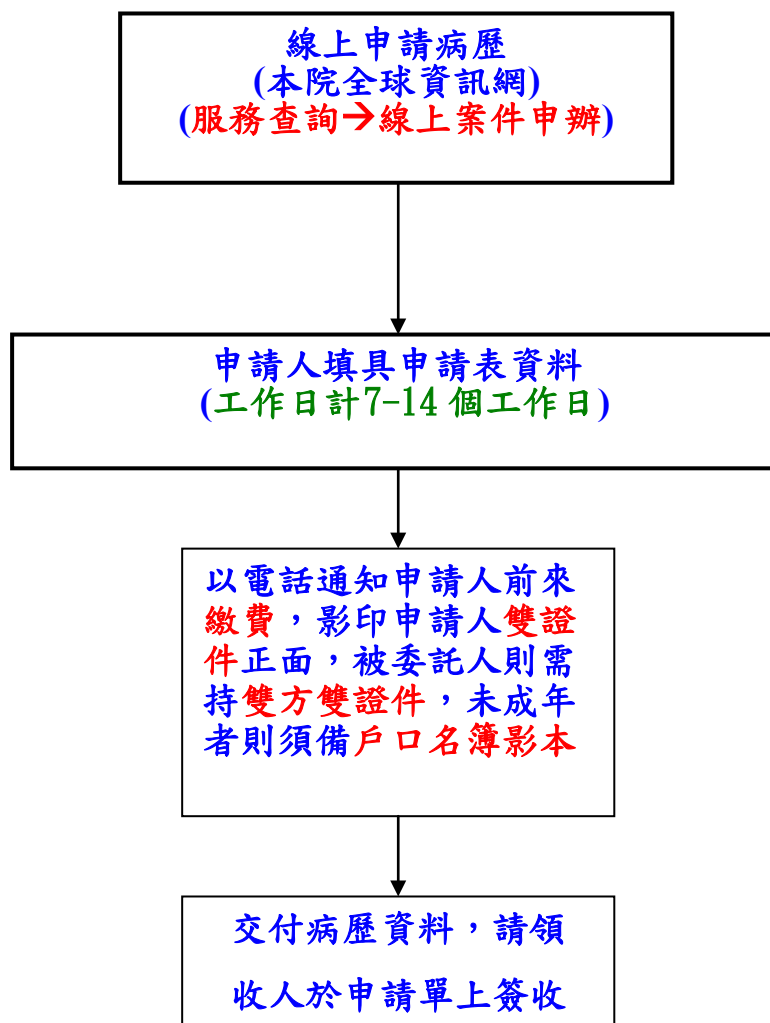 線上申請病歷
(本院全球資訊網)
(服務查詢→線上案件申辦)
申請人填具申請表資料
(工作日計7-14 個工作日)
以電話通知申請人前來
繳費，影印申請人雙證
件正面，被委託人則需
持雙方雙證件，未成年
者則須備戶口名簿影本
交付病歷資料，請領
收人於申請單上簽收